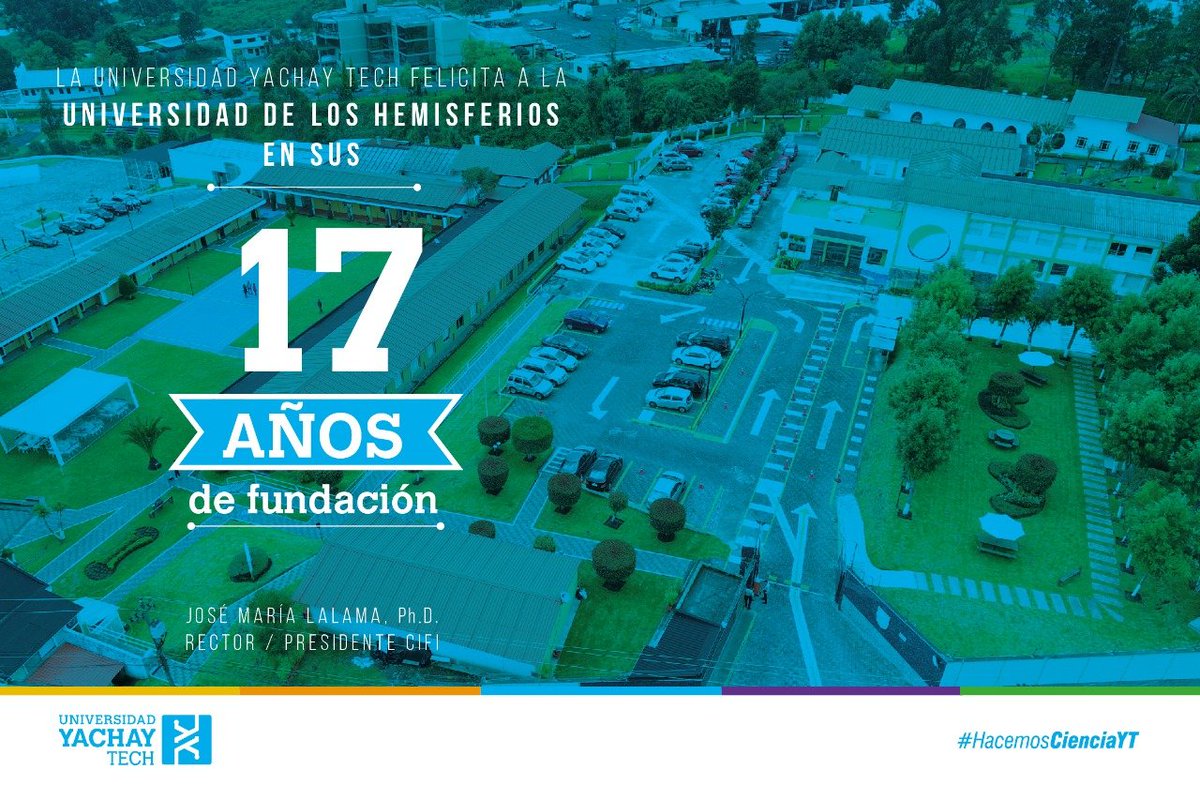 LA UNIVERSIDAD YACHAY TECH FELICITA A LA
UNIVERSIDAD DE LOS HEMISFERIOS
EN SUS
17
AÑOS
de fundación
JOSÉ MARÍA LALAMA, Ph.D.
RECTOR / PRESIDENTE CIFI
UNIVERSIDAD
YACHAY
TECH
#HacemosCienciaYT